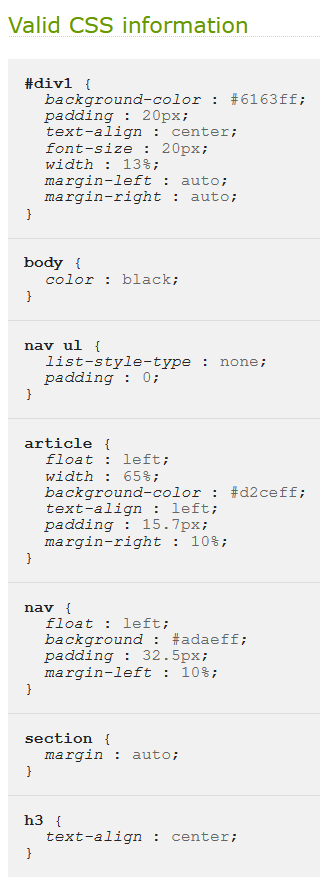 Valid CSS information
#div1 {
background-color : #6163ff;
padding : 20px;
text-align : center;
font-size : 20px;
width : 13%;
margin-left : auto;
margin-right : auto;
}
body {
color : black;
}
nav ul {
list-style-type : none;
padding : 0;
}
article {
float : left;
width : 65%;
background-color : #d2ceff;
text-align : left;
padding : 15.7px;
margin-right : 10%;
}
nav {
float : left;
background : #adaeff;
padding : 32.5px;
margin-left : 10%;
}
section {
margin : auto;
}
h3 {
text-align : center;
}